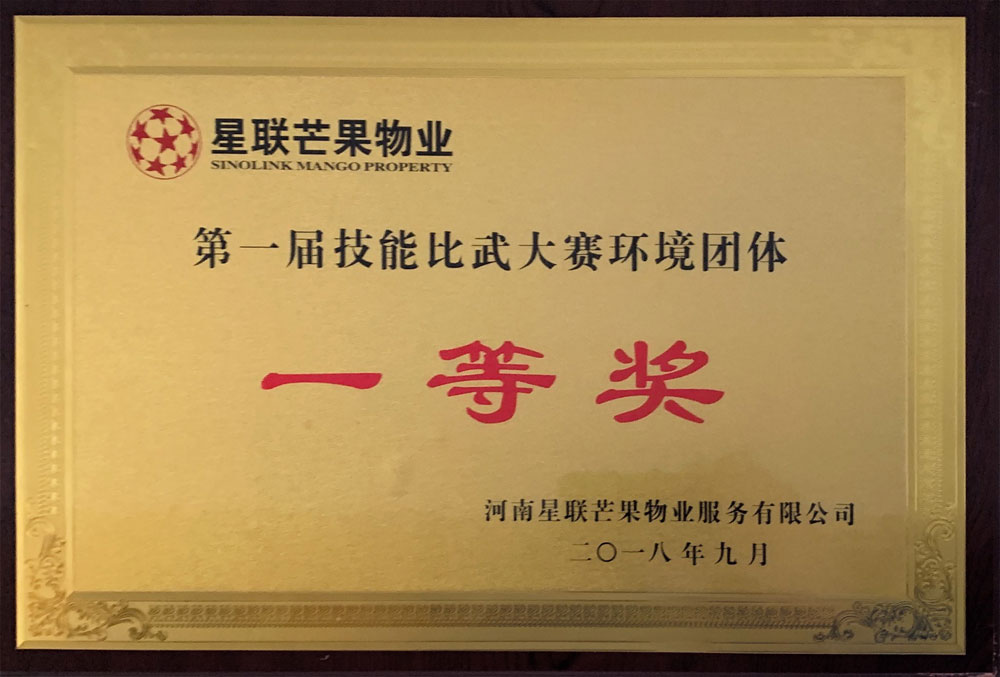 星联芒果物业
SINOLINK MANGO PROPERTY
第一届技能比武大赛环境团体
一等奖
河南星联芒果物业服务有限公司
二〇一八年九月